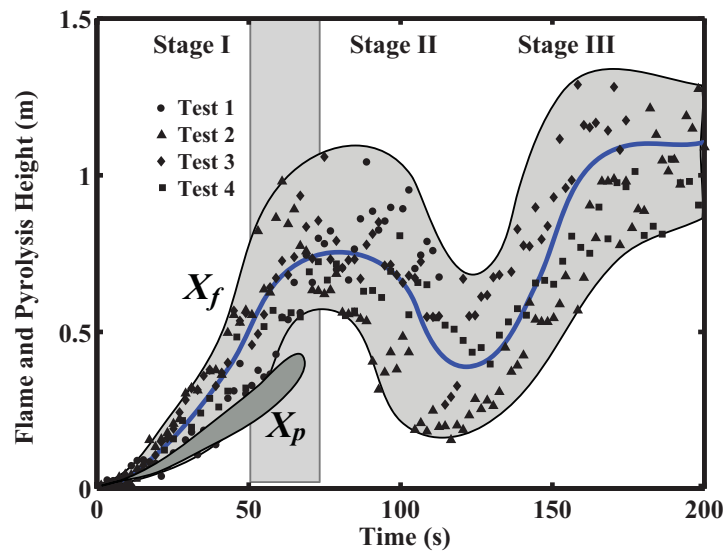 1.5
Stage I
Stage II
Stage III
Test 1
Test 2
Test 3
Test 4
1
0.5
0
X_f
X_p
Flame and Pyrolysis Height (m)
0
50
100
150
200
Time (s)